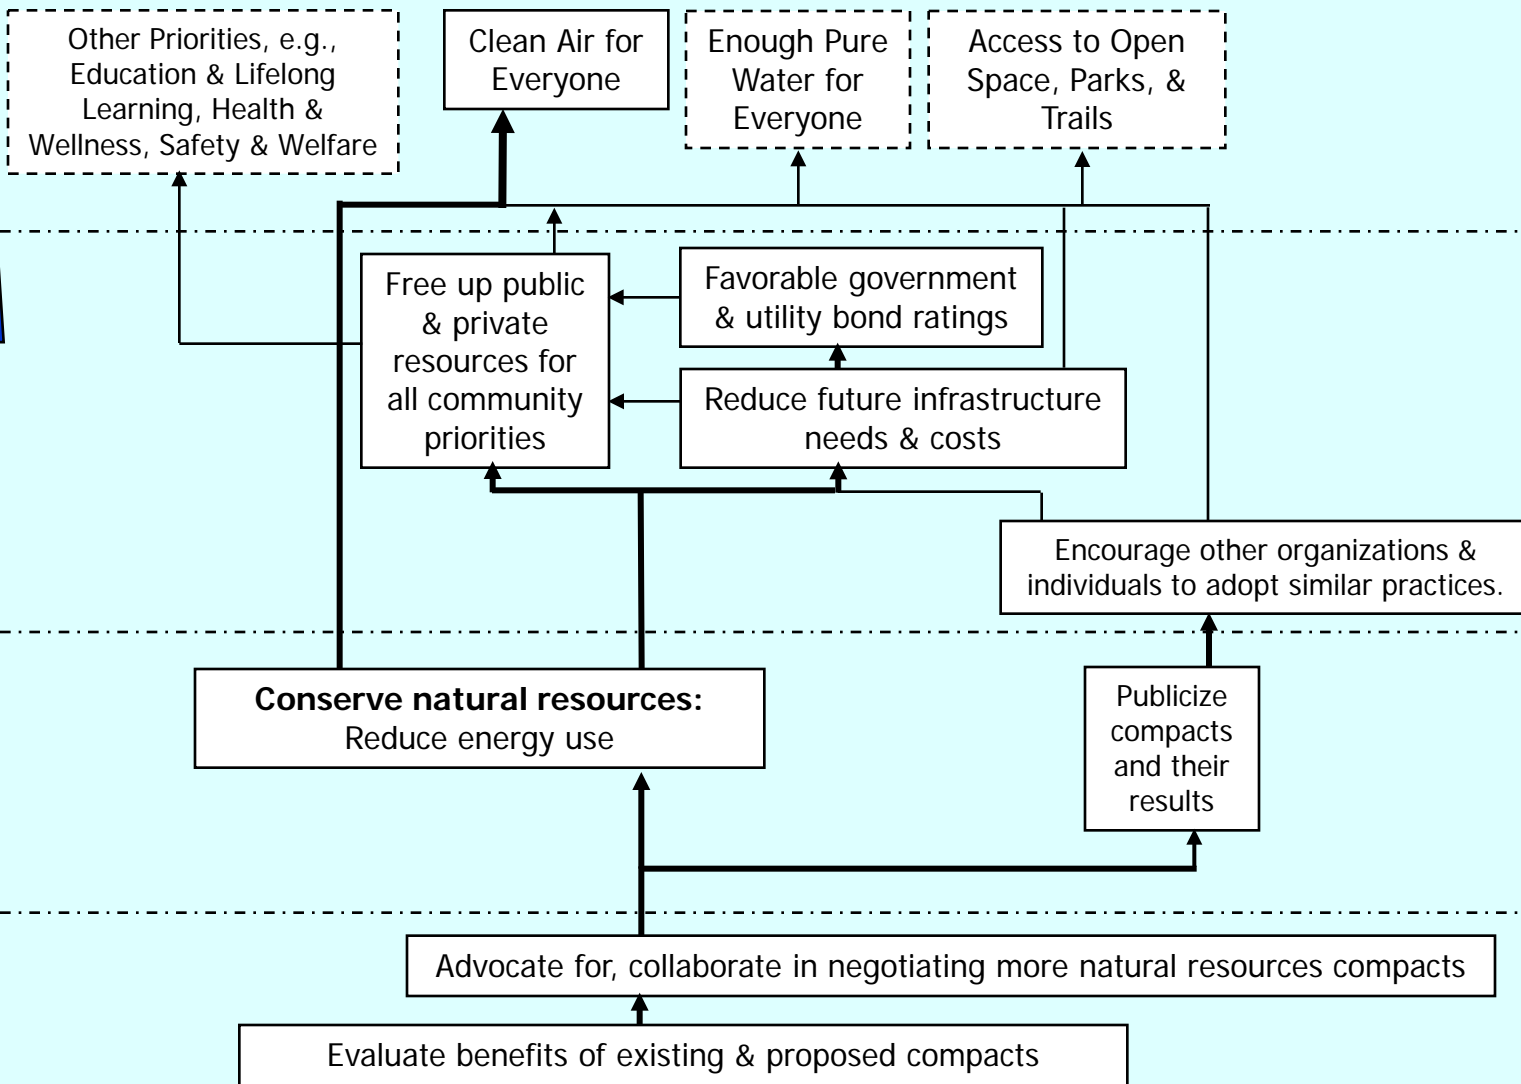 Other Priorities, e.g.,
Education & Lifelong
Learning, Health &
Wellness, Safety & Welfare
Clean Air for
Everyone
Enough Pure
Water for
Everyone
Access to Open
Space, Parks, &
Trails
Free up public
& private
resources for
all community
priorities
Favorable government
& utility bond ratings
Reduce future infrastructure
needs & costs
Encourage other organizations &
individuals to adopt similar practices.
Conserve natural resources:
Reduce energy use
Publicize
compacts
and their
results
Advocate for, collaborate in negotiating more natural resources compacts
Evaluate benefits of existing & proposed compacts